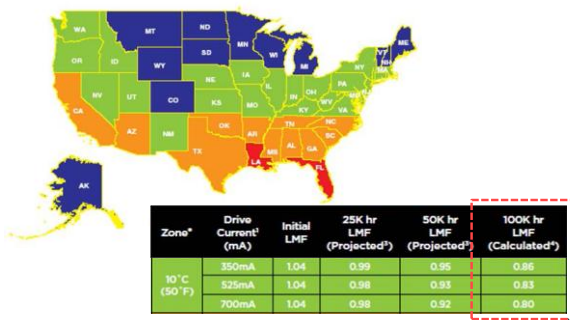 WA
MT
ND
MN
ME
OR
ID
SD
WI
MI
VT
NH
NY
MA
WY
NE
IA
PA
NV
UT
CO
KS
MO
IL
IN
OH
WV
VA
KY
CA
AZ
NM
OK
AR
TN
NC
SC
TX
LA
MS
AL
GA
FL
AK
Zone* Drive Current¹ (mA) Initial LMF 25K hr LMF (Projected³) 50K hr LMF (Projected³) 100K hr LMF (Calculated⁴)
10˚C (50˚F) 350mA 1.04 0.99 0.95 0.86
525mA 1.04 0.98 0.93 0.83
700mA 1.04 0.98 0.92 0.80